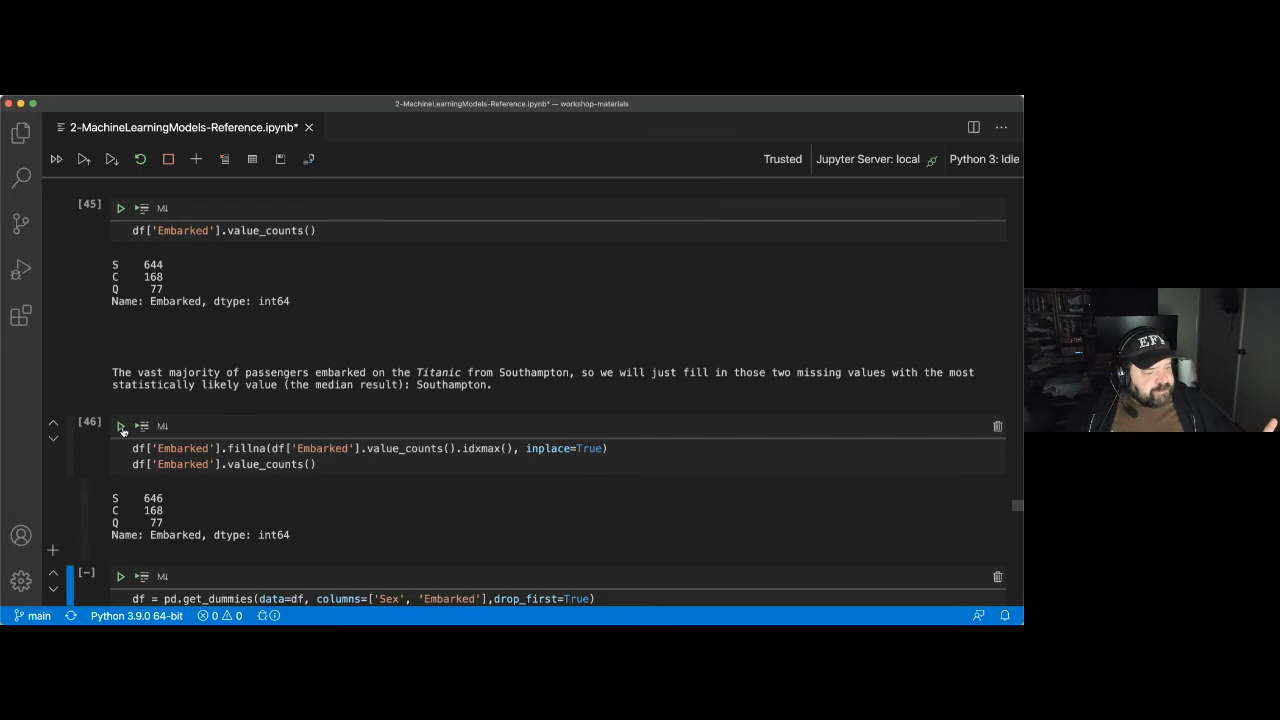 2-MachineLearningModels-Reference.ipynb* — workshop-materials
2-MachineLearningModels-Reference.ipynb*
Trusted
Jupyter Server: local
Python 3: Idle
[45]
M↓
df['Embarked'].value_counts()
S    644
C    168
Q     77
Name: Embarked, dtype: int64
The vast majority of passengers embarked on the Titanic from Southampton, so we will just fill in those two missing values with the most
statistically likely value (the median result): Southampton.
[46]
M↓
df['Embarked'].fillna(df['Embarked'].value_counts().idxmax(), inplace=True)
df['Embarked'].value_counts()
S    646
C    168
Q     77
Name: Embarked, dtype: int64
[-]
M↓
df = pd.get_dummies(data=df, columns=['Sex', 'Embarked'],drop_first=True)
main
Python 3.9.0 64-bit
0
0
EFF